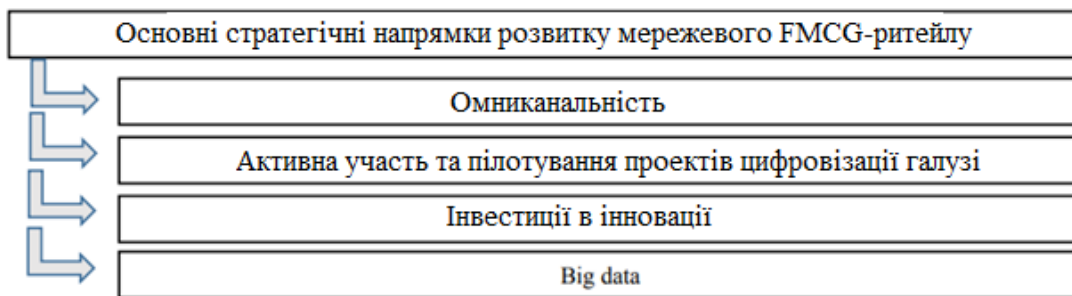 Основні стратегічні напрямки розвитку мережевого FMCG-ритейлу
Омниканальність
Активна участь та пілотування проектів цифровізації галузі
Інвестиції в інновації
Big data